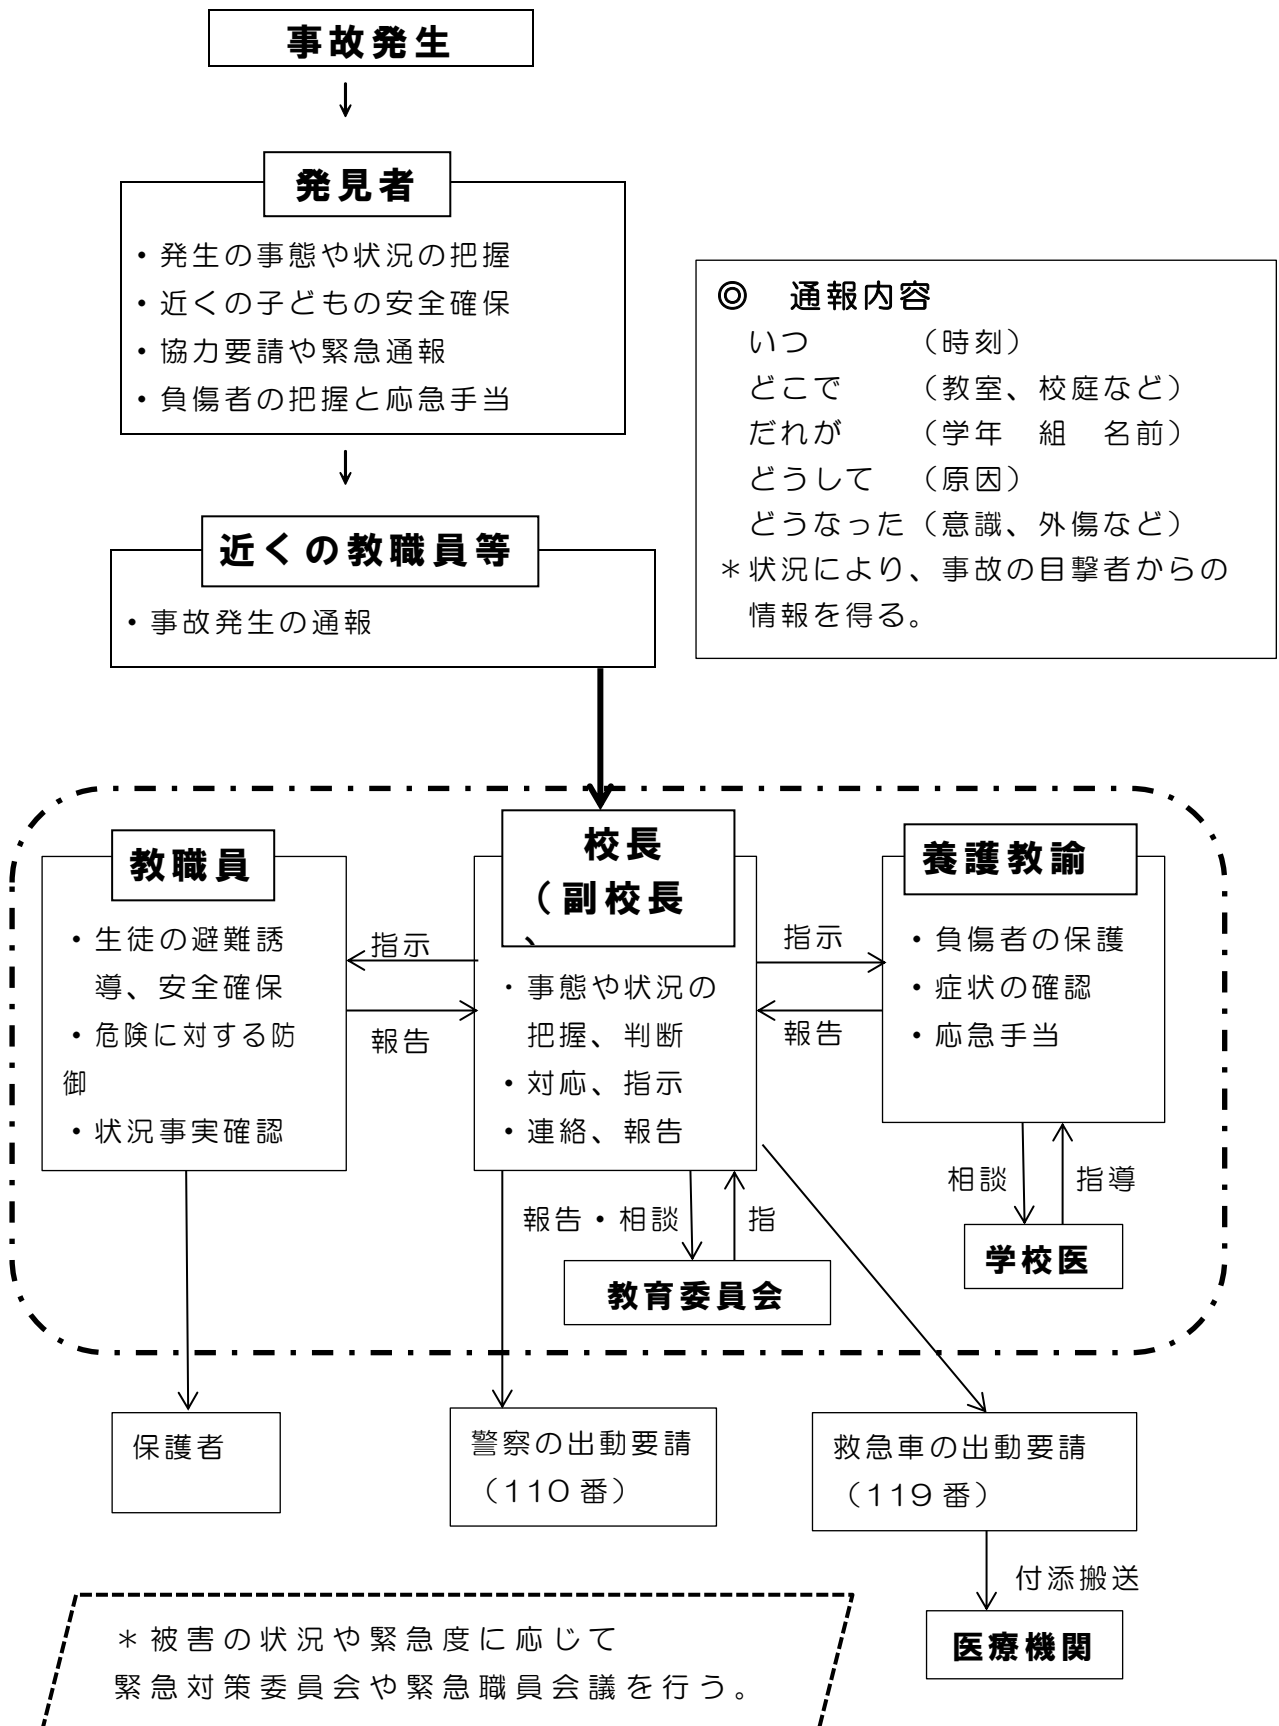 事故発生
発見者
・発生の事態や状況の把握
・近くの子どもの安全確保
・協力要請や緊急通報
・負傷者の把握と応急手当
◎　通報内容
いつ　　　（時刻）
どこで　　（教室、校庭など）
だれが　　（学年　組　名前）
どうして　（原因）
どうなった（意識、外傷など）
＊状況により、事故の目撃者からの
情報を得る。
近くの教職員等
・事故発生の通報
教職員
・生徒の避難誘
導、安全確保
・危険に対する防
御
・状況事実確認
指示
報告
校長
（副校長
・事態や状況の
把握、判断
・対応、指示
・連絡、報告
指示
報告
養護教諭
・負傷者の保護
・症状の確認
・応急手当
相談
指導
学校医
報告・相談
指
教育委員会
保護者
警察の出動要請
（110番）
救急車の出動要請
（119番）
付添搬送
医療機関
＊被害の状況や緊急度に応じて
緊急対策委員会や緊急職員会議を行う。